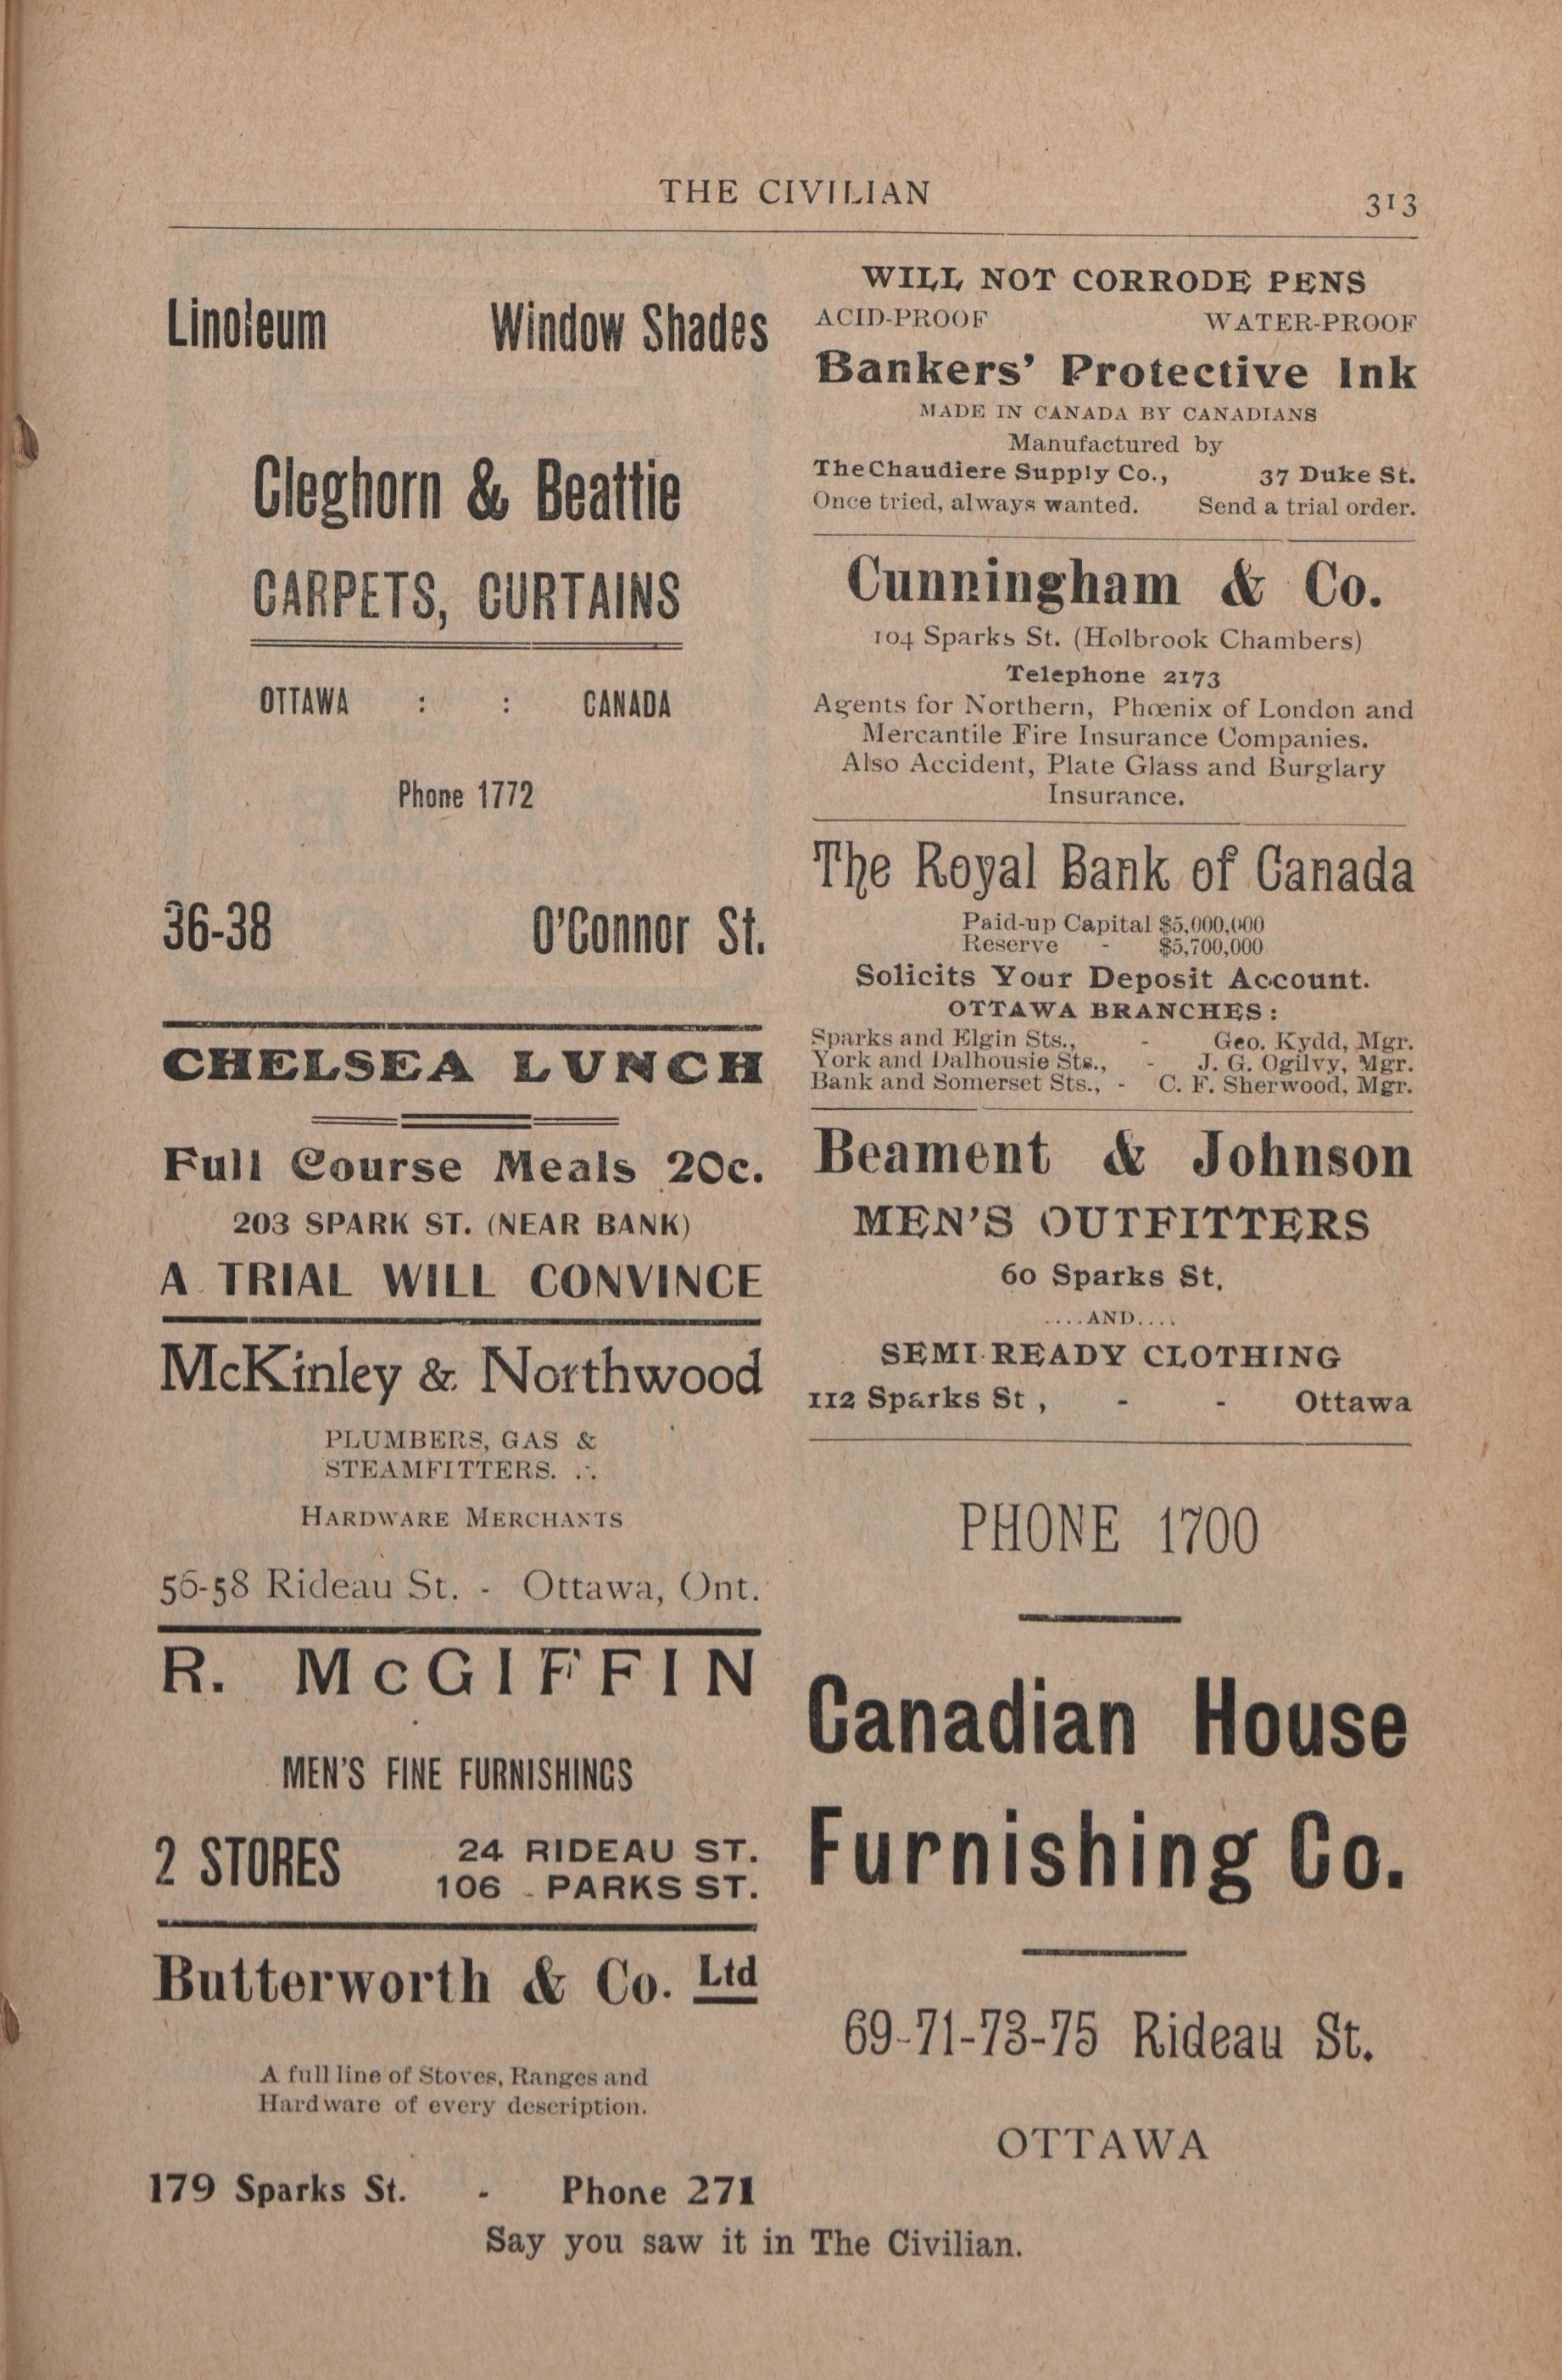 THE CIVILIAN
313
Linoleum Window Shades
Cleghorn & Beattie
CARPETS, CURTAINS
OTTAWA : : CANADA
Phone 1772
36-38 O'Connor St.
CHELSEA LUNCH
Full Course Meals 20c.
203 SPARK ST. (NEAR BANK)
A TRIAL WILL CONVINCE
McKinley & Northwood
PLUMBERS, GAS &
STEAMFITTERS. .·.
HARDWARE MERCHANTS
56-58 Rideau St. - Ottawa, Ont.
R. McGIFFIN
MEN'S FINE FURNISHINGS
2 STORES
24 RIDEAU ST.
106 - PARKS ST.
Butterworth & Co. Ltd
A full line of Stoves, Ranges and
Hardware of every description.
179 Sparks St. - Phone 271
WILL NOT CORRODE PENS
ACID-PROOF WATER-PROOF
Bankers' Protective Ink
MADE IN CANADA BY CANADIANS
Manufactured by
The Chaudiere Supply Co., 37 Duke St.
Once tried, always wanted. Send a trial order.
Cunningham & Co.
104 Sparks St. (Holbrook Chambers)
Telephone 2173
Agents for Northern, Phœnix of London and
Mercantile Fire Insurance Companies.
Also Accident, Plate Glass and Burglary
Insurance.
The Royal Bank of Canada
Paid-up Capital $5,000,000
Reserve - $5,700,000
Solicits Your Deposit Account.
OTTAWA BRANCHES:
Sparks and Elgin Sts., - Geo. Kydd, Mgr.
York and Dalhousie Sts., - J. G. Ogilvy, Mgr.
Bank and Somerset Sts., - C. F. Sherwood, Mgr.
Beament & Johnson
MEN'S OUTFITTERS
60 Sparks St.
....AND....
SEMI-READY CLOTHING
112 Sparks St , - - Ottawa
PHONE 1700
Canadian House
Furnishing Co.
69-71-73-75 Rideau St.
OTTAWA
Say you saw it in The Civilian.